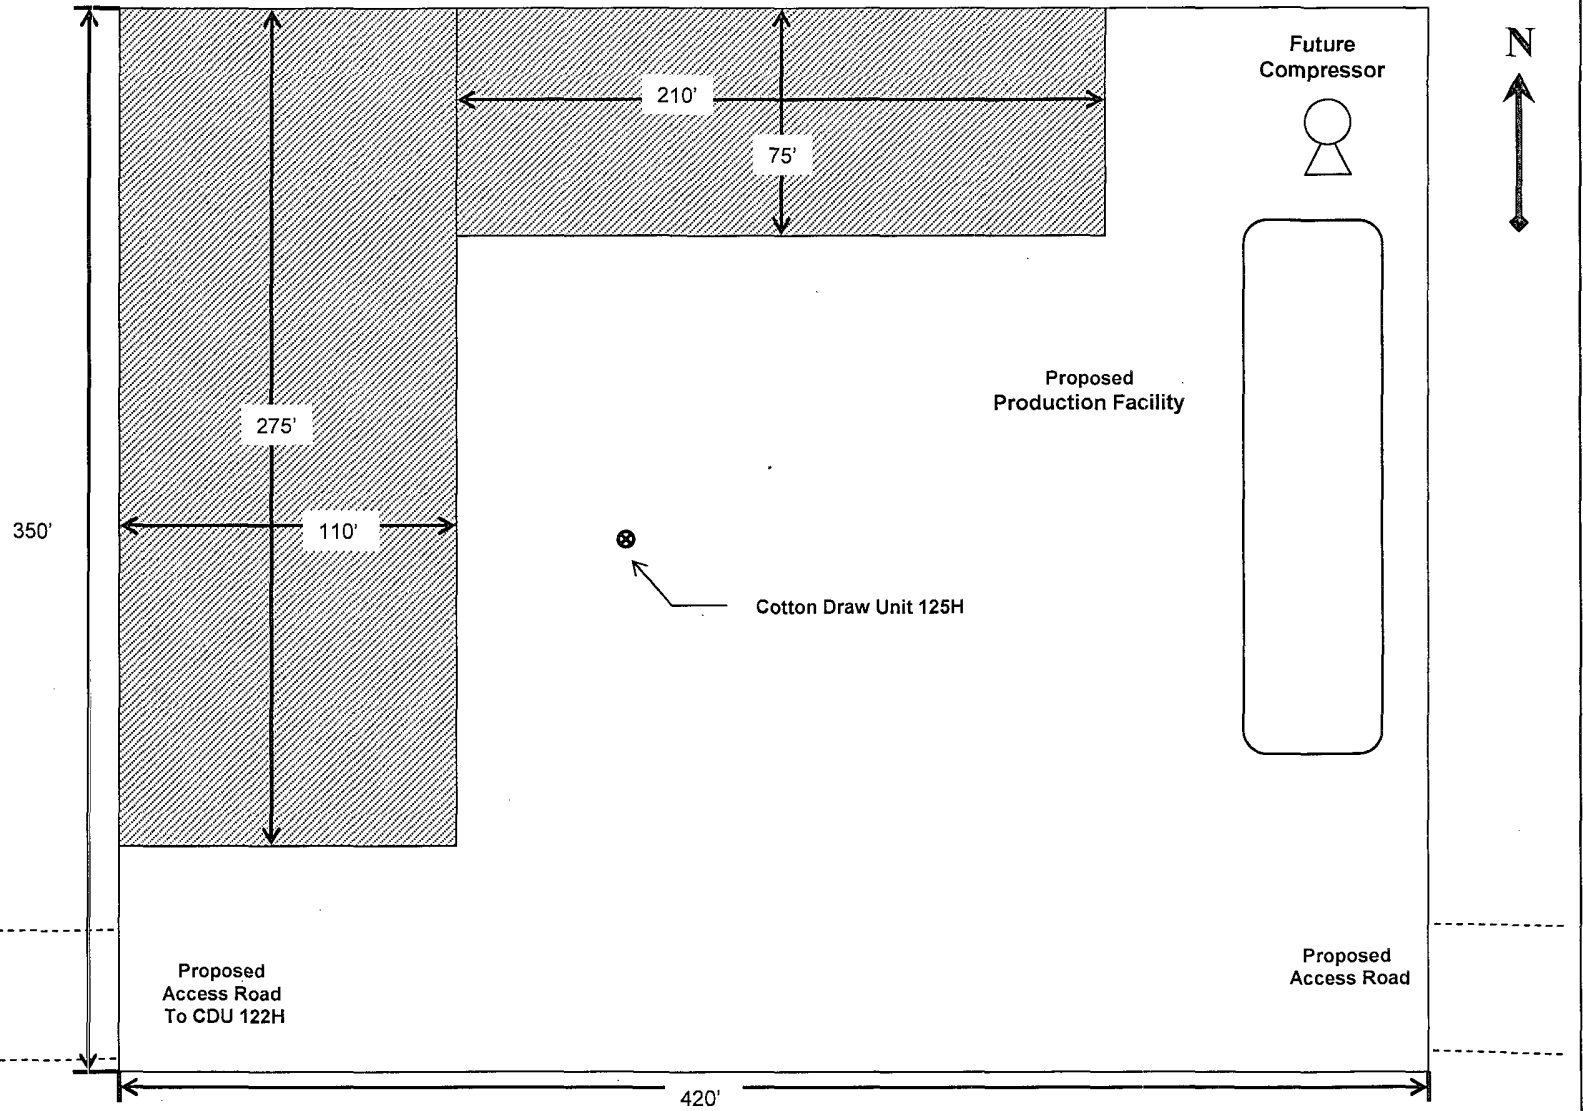 N
Future
Compressor
210'
75'
Proposed
Production Facility
275'
350'
110'
Cotton Draw Unit 125H
Proposed
Access Road
To CDU 122H
Proposed
Access Road
420'